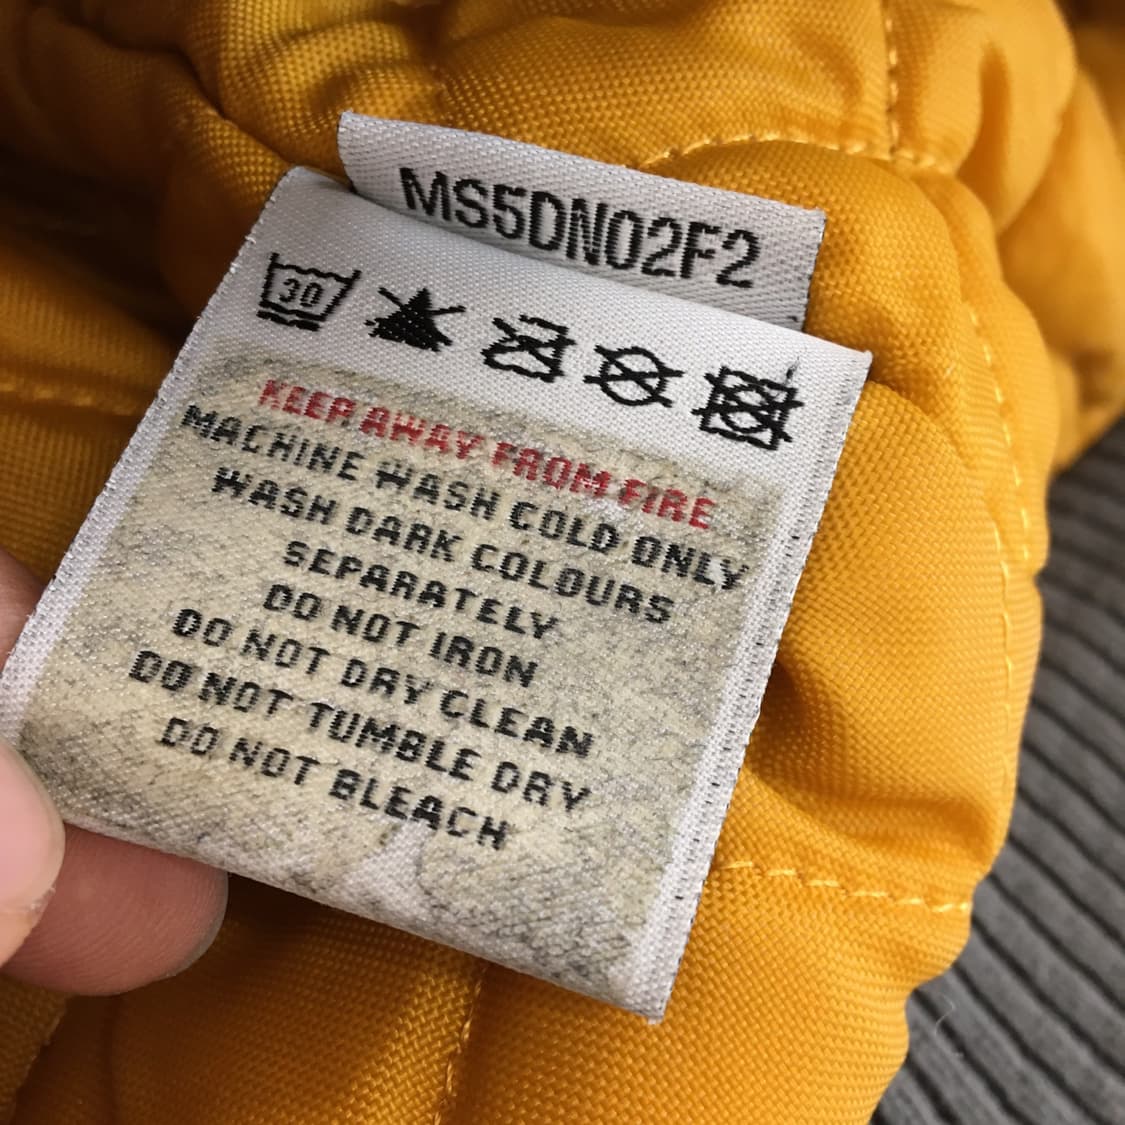 MS5DN02F2
30
KEEP AWAY FROM FIRE
MACHINE WASH COLD ONLY
WASH DARK COLOURS
SEPARATELY
DO NOT IRON
DO NOT DRY CLEAN
DO NOT TUMBLE DRY
DO NOT BLEACH